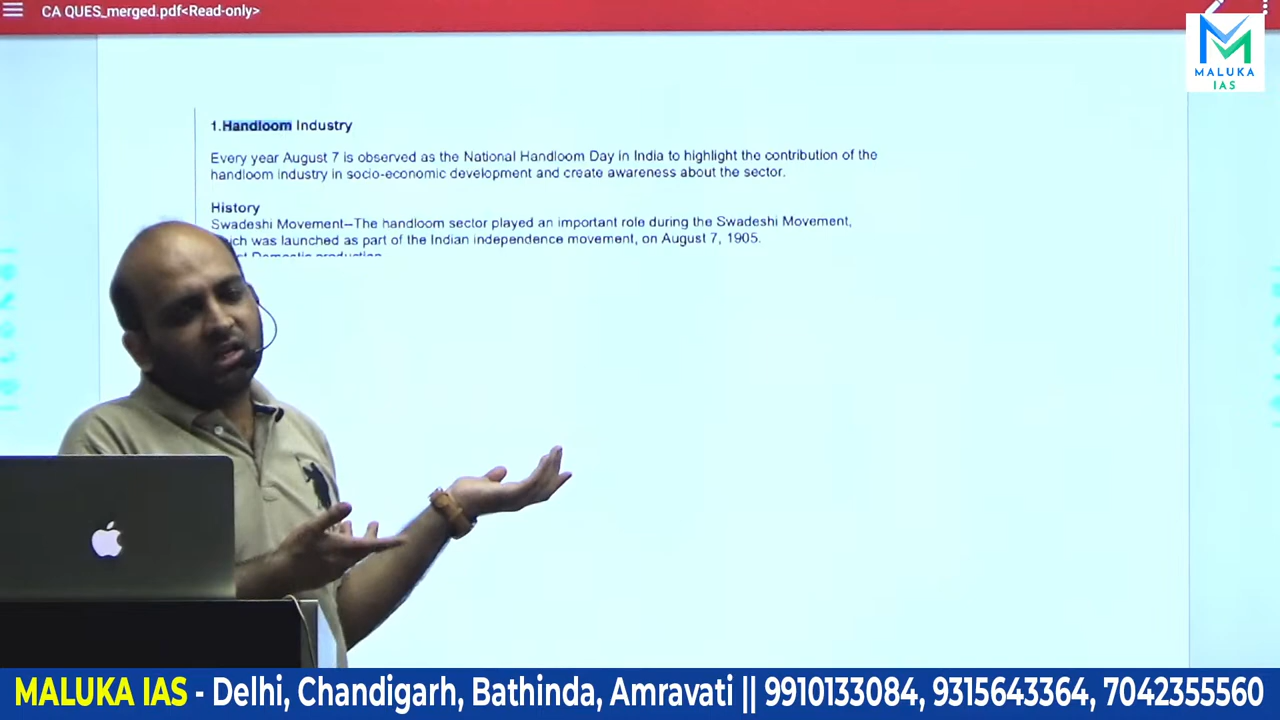 CA QUES_merged.pdf<Read-only>
MALUKA
IAS
1.Handloom Industry
Every year August 7 is observed as the National Handloom Day in India to highlight the contribution of the
handloom industry in socio-economic development and create awareness about the sector.
History
Swadeshi Movement–The handloom sector played an important role during the Swadeshi Movement,
was launched as part of the Indian independence movement, on August 7, 1905.
Domestic production
MALUKA IAS - Delhi, Chandigarh, Bathinda, Amravati || 9910133084, 9315643364, 7042355560